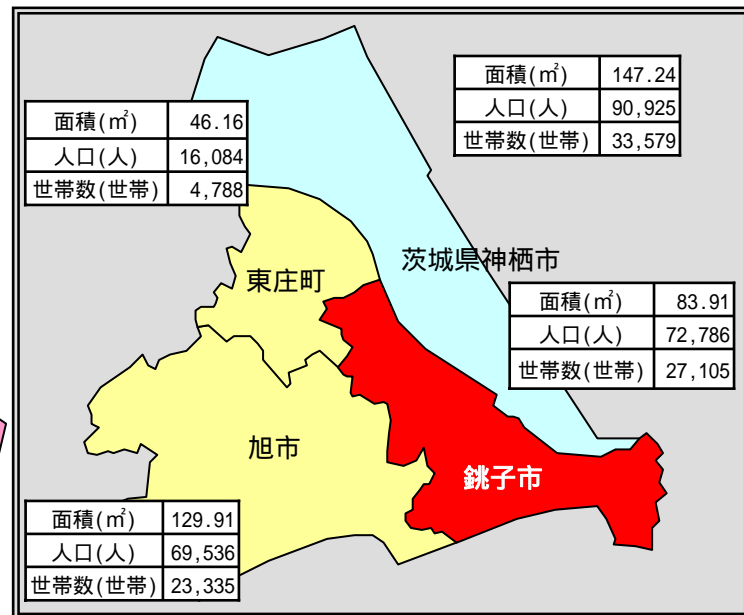 面積(㎡) 147.24
人口(人) 90,925
世帯数(世帯) 33,579
面積(㎡) 46.16
人口(人) 16,084
世帯数(世帯) 4,788
茨城県神栖市
東庄町
面積(㎡) 83.91
人口(人) 72,786
世帯数(世帯) 27,105
旭市
銚子市
面積(㎡) 129.91
人口(人) 69,536
世帯数(世帯) 23,335